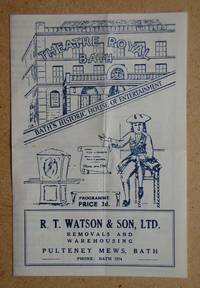 THEATRE ROYAL
BATH
BATH'S HISTORIC HOUSE OF ENTERTAINMENT
PROGRAMME
PRICE 3d.
R. T. WATSON & SON, LTD.
REMOVALS AND
WAREHOUSING
PULTENEY MEWS, BATH
PHONE: BATH